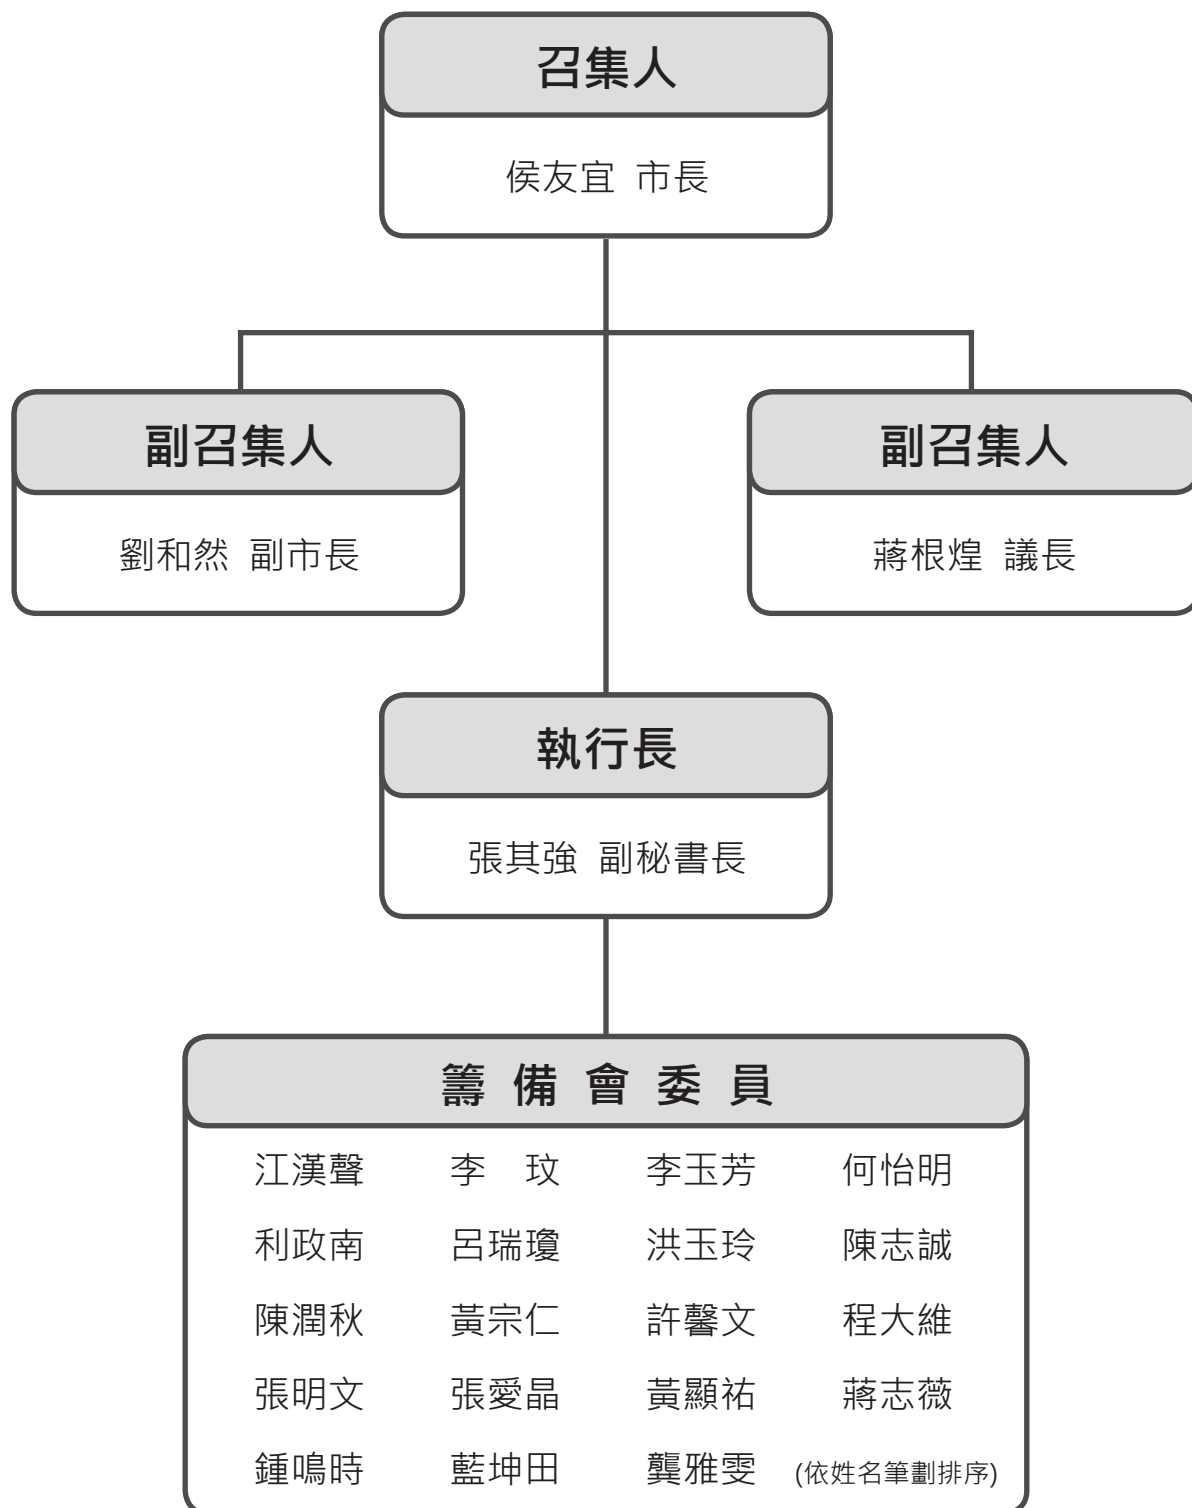 召集人
侯友宜 市長
副召集人
劉和然 副市長
副召集人
蔣根煌 議長
執行長
張其強 副秘書長
籌備會委員
江漢聲 李 玟 李玉芳 何怡明
利政南 呂瑞瓊 洪玉玲 陳志誠
陳潤秋 黃宗仁 許馨文 程大維
張明文 張愛晶 黃顯祐 蔣志薇
鍾鳴時 藍坤田 龔雅雯 (依姓名筆劃排序)